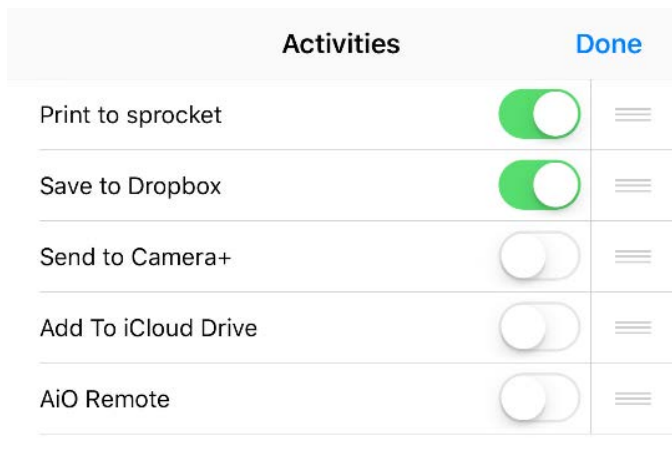 Activities Done
Print to sprocket
Save to Dropbox
Send to Camera+
Add To iCloud Drive
AiO Remote